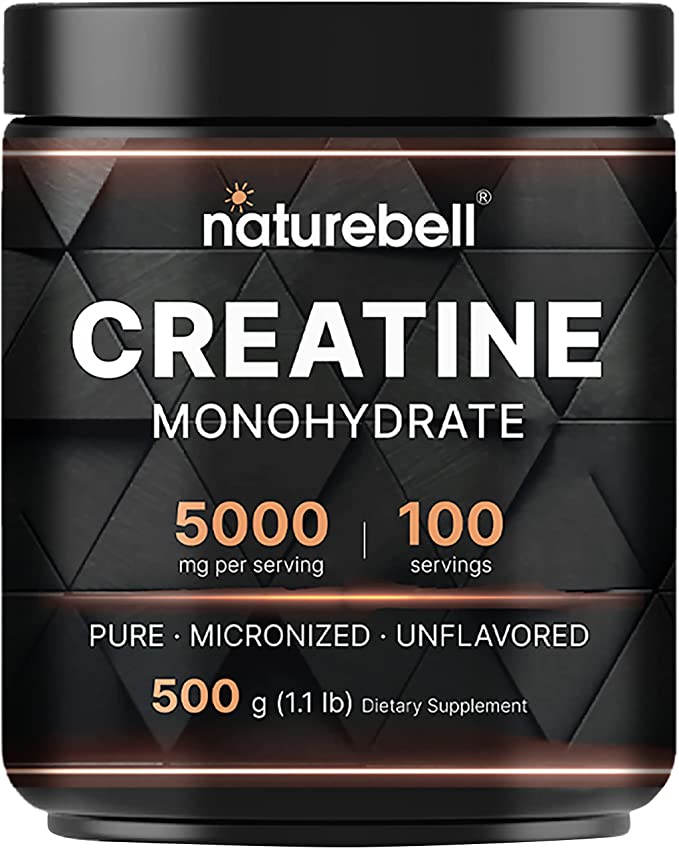 naturebell®
CREATINE
MONOHYDRATE
5000 | 100
mg per serving servings
PURE · MICRONIZED · UNFLAVORED
500 g (1.1 lb) Dietary Supplement